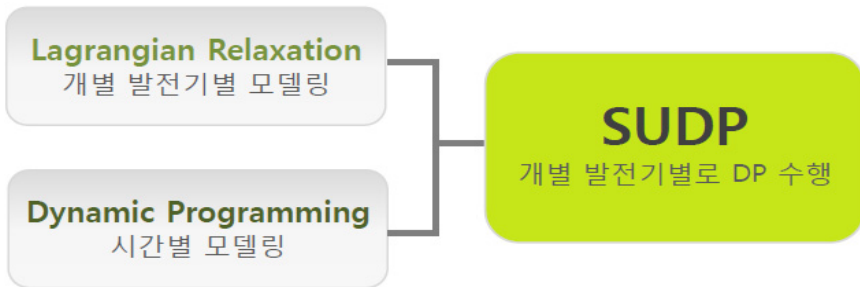 Lagrangian Relaxation
개별 발전기별 모델링
Dynamic Programming
시간별 모델링
SUDP
개별 발전기별로 DP 수행